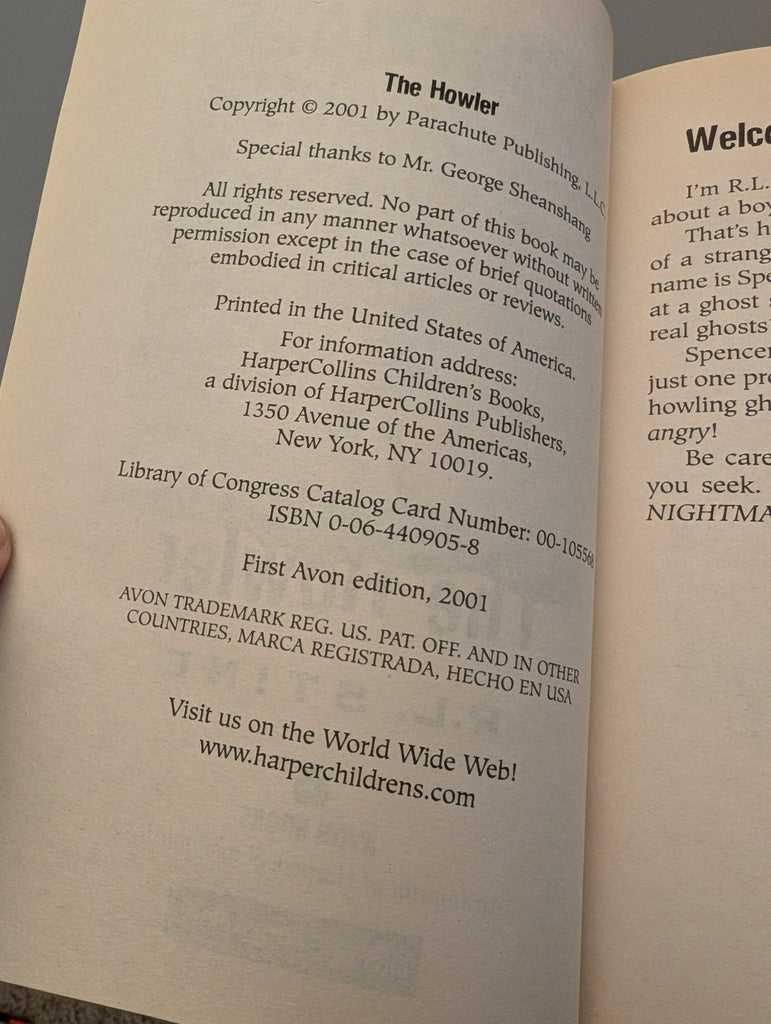 The Howler
Copyright © 2001 by Parachute Publishing, L.L.C.
Special thanks to Mr. George Sheanshang
All rights reserved. No part of this book may be
reproduced in any manner whatsoever without written
permission except in the case of brief quotations
embodied in critical articles or reviews.
Printed in the United States of America.
For information address:
HarperCollins Children's Books,
a division of HarperCollins Publishers,
1350 Avenue of the Americas,
New York, NY 10019.
Library of Congress Catalog Card Number: 00-105568
ISBN 0-06-440905-8
First Avon edition, 2001
AVON TRADEMARK REG. US. PAT. OFF. AND IN OTHER
COUNTRIES, MARCA REGISTRADA, HECHO EN USA
Visit us on the World Wide Web!
www.harperchildrens.com
Welc
I'm R.L.
about a boy
That's h
of a strang
name is Spe
at a ghost
real ghosts
Spencer
just one pr
howling gh
angry!
Be care
you seek.
NIGHTMA